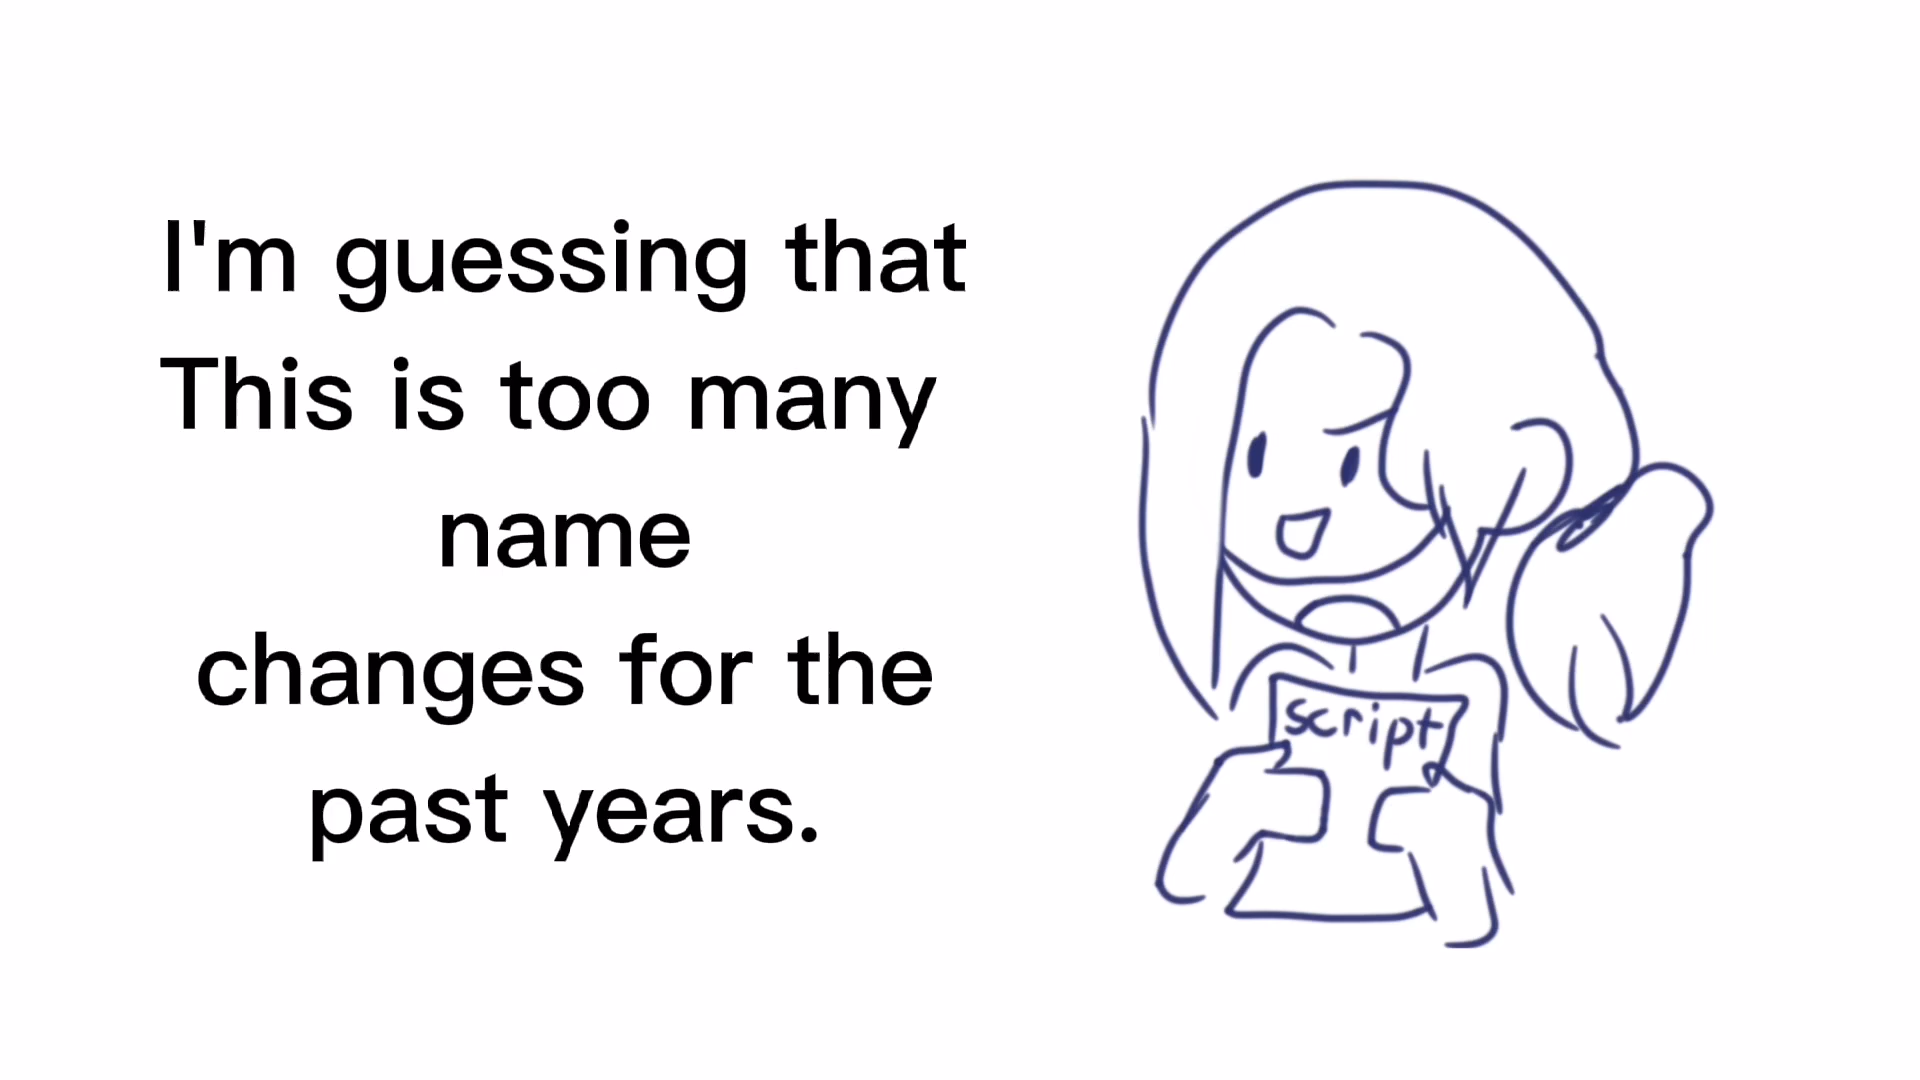 I'm guessing that
This is too many
name
changes for the
past years.
script